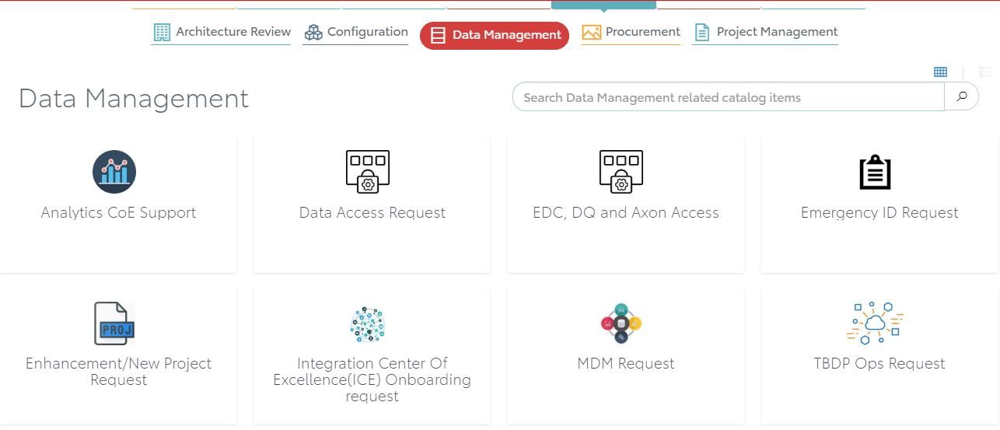 Architecture Review
Configuration
Data Management
Procurement
Project Management
Data Management
Search Data Management related catalog items
Analytics CoE Support
Data Access Request
EDC, DQ and Axon Access
Emergency ID Request
PROJ
Enhancement/New Project
Request
Integration Center Of
Excellence(ICE) Onboarding
request
MDM Request
TBDP Ops Request